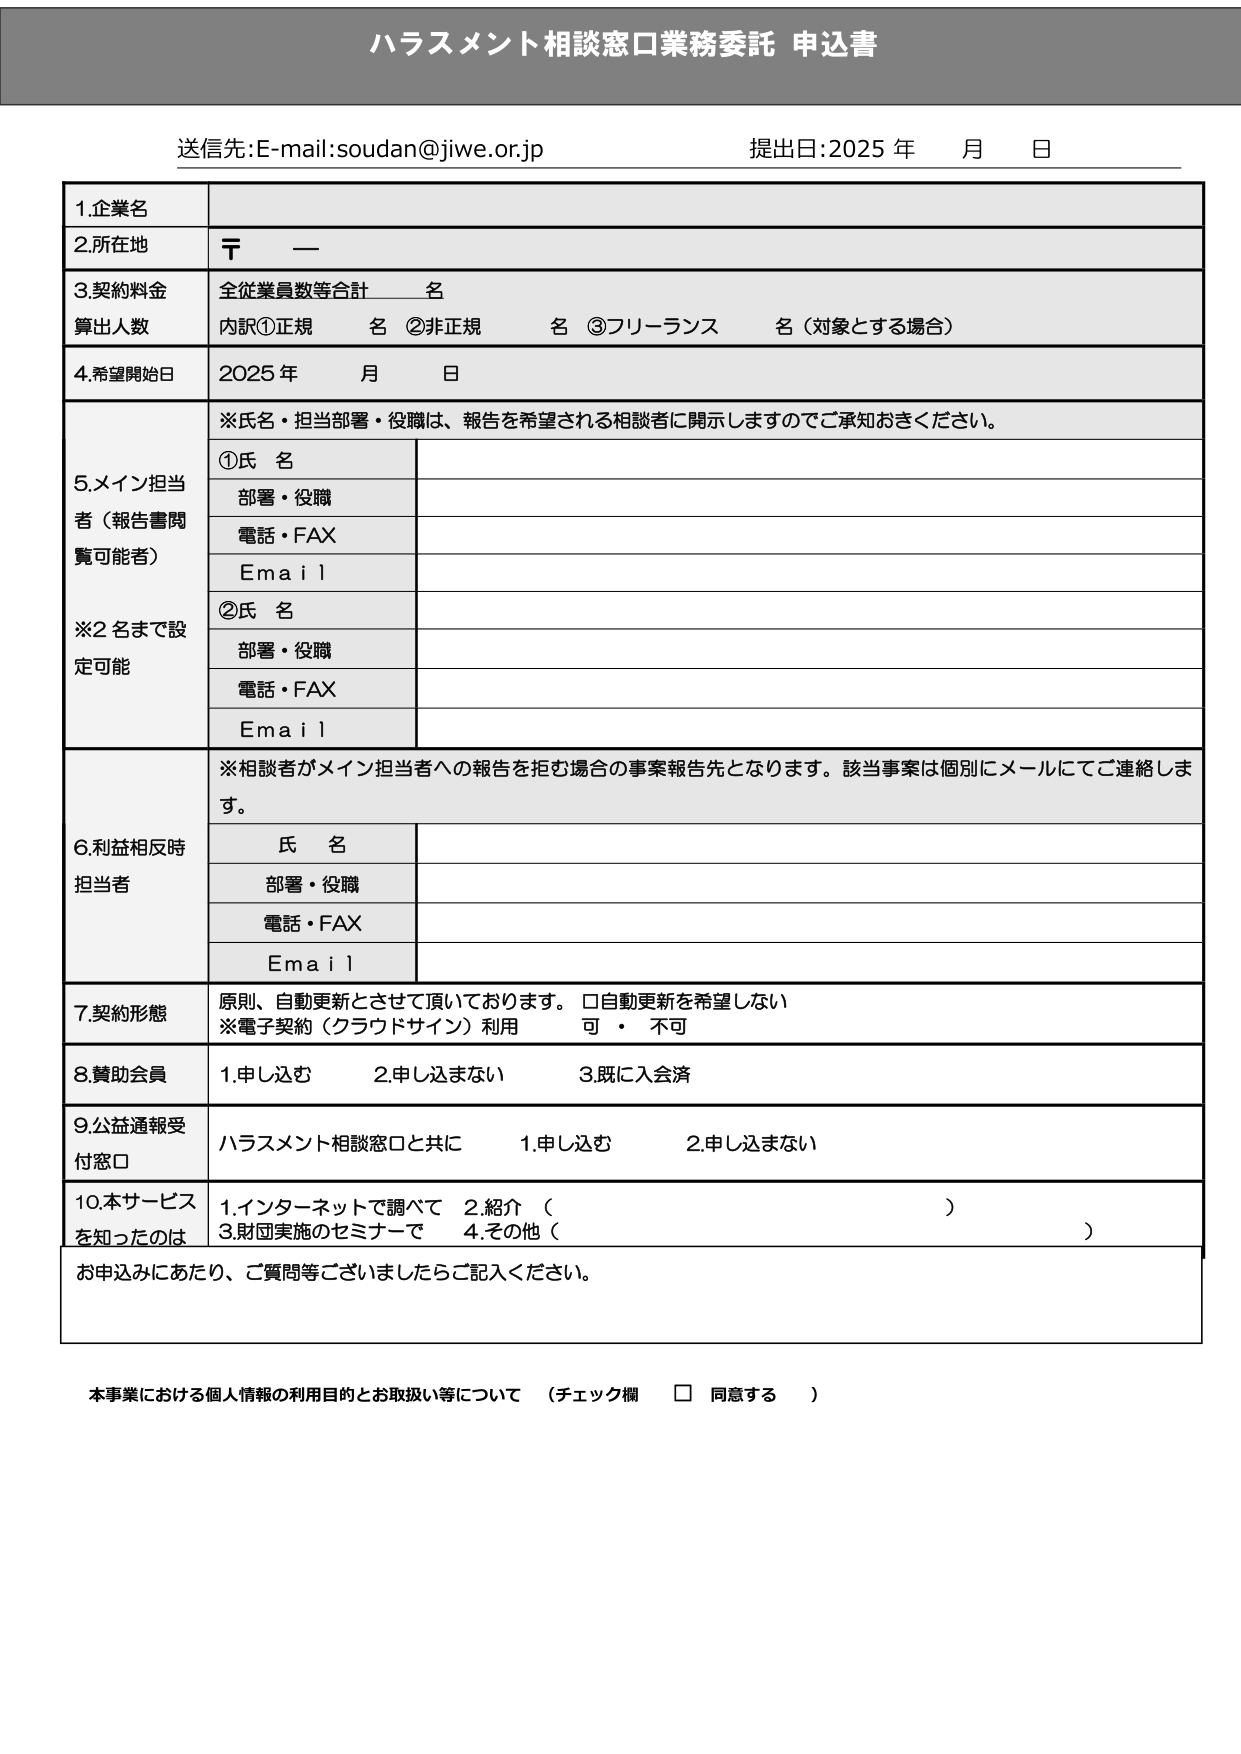 ハラスメント相談窓口業務委託 申込書
送信先:E-mail:soudan@jiwe.or.jp 提出日:2025 年 月 日
1.企業名
2.所在地 〒 ―
3.契約料金
算出人数
全従業員数等合計 名
内訳①正規 名 ②非正規 名 ③フリーランス 名（対象とする場合）
4.希望開始日 2025 年 月 日
5.メイン担当
者（報告書閲
覧可能者）
※2 名まで設
定可能
※氏名・担当部署・役職は、報告を希望される相談者に開示しますのでご承知おきください。
①氏 名
部署・役職
電話・FAX
Ｅｍａｉｌ
②氏 名
部署・役職
電話・FAX
Ｅｍａｉｌ
6.利益相反時
担当者
※相談者がメイン担当者への報告を拒む場合の事案報告先となります。該当事案は個別にメールにてご連絡しま
す。
氏 名
部署・役職
電話・FAX
Ｅｍａｉｌ
7.契約形態
原則、自動更新とさせて頂いております。 □自動更新を希望しない
※電子契約（クラウドサイン）利用 可 ・ 不可
8.賛助会員 1.申し込む 2.申し込まない 3.既に入会済
9.公益通報受
付窓口
ハラスメント相談窓口と共に 1.申し込む 2.申し込まない
10.本サービス
を知ったのは
1.インターネットで調べて 2.紹介 （ ）
3.財団実施のセミナーで 4.その他（ ）
お申込みにあたり、ご質問等ございましたらご記入ください。
本事業における個人情報の利用目的とお取扱い等について （チェック欄 □ 同意する ）